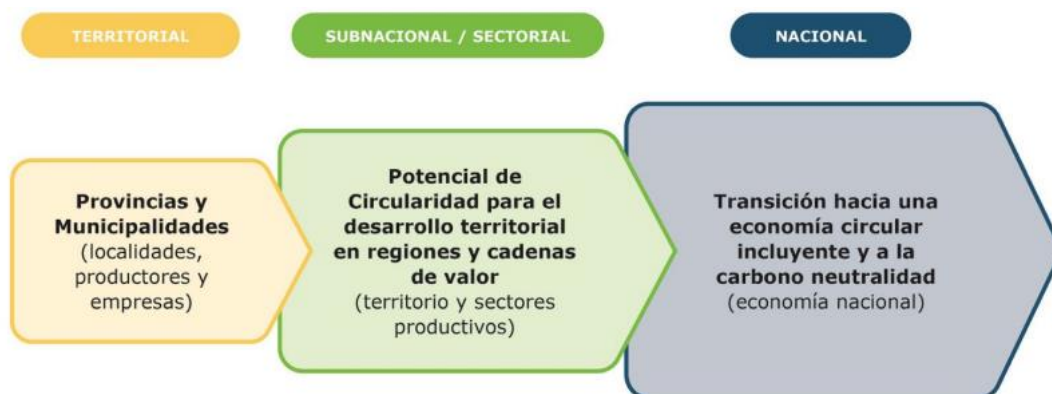 TERRITORIAL
SUBNACIONAL / SECTORIAL
NACIONAL
Provincias y
Municipalidades
(localidades,
productores y
empresas)
Potencial de
Circularidad para el
desarrollo territorial
en regiones y cadenas
de valor
(territorio y sectores
productivos)
Transición hacia una
economía circular
incluyente y a la
carbono neutralidad
(economía nacional)